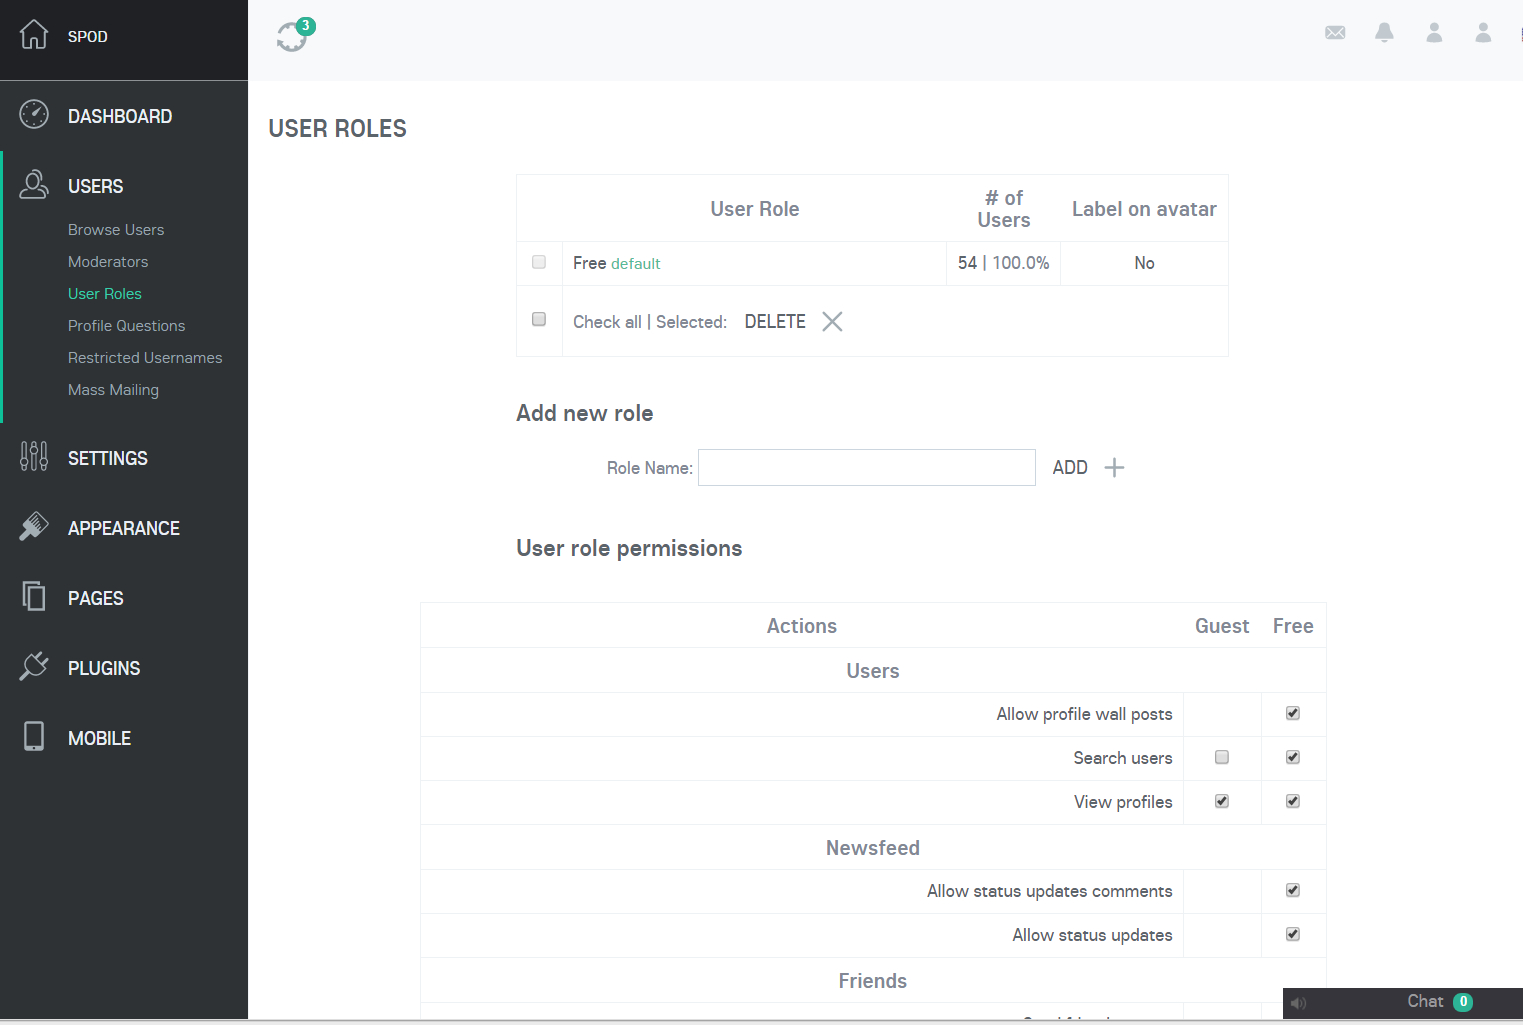 SPOD
3
DASHBOARD
USERS
Browse Users
Moderators
User Roles
Profile Questions
Restricted Usernames
Mass Mailing
SETTINGS
APPEARANCE
PAGES
PLUGINS
MOBILE
USER ROLES
User Role
# of
Users
Label on avatar
Free default
54 | 100.0%
No
Check all | Selected: DELETE
Add new role
Role Name:
ADD
User role permissions
Actions
Guest
Free
Users
Allow profile wall posts
Search users
View profiles
Newsfeed
Allow status updates comments
Allow status updates
Friends
Chat 0